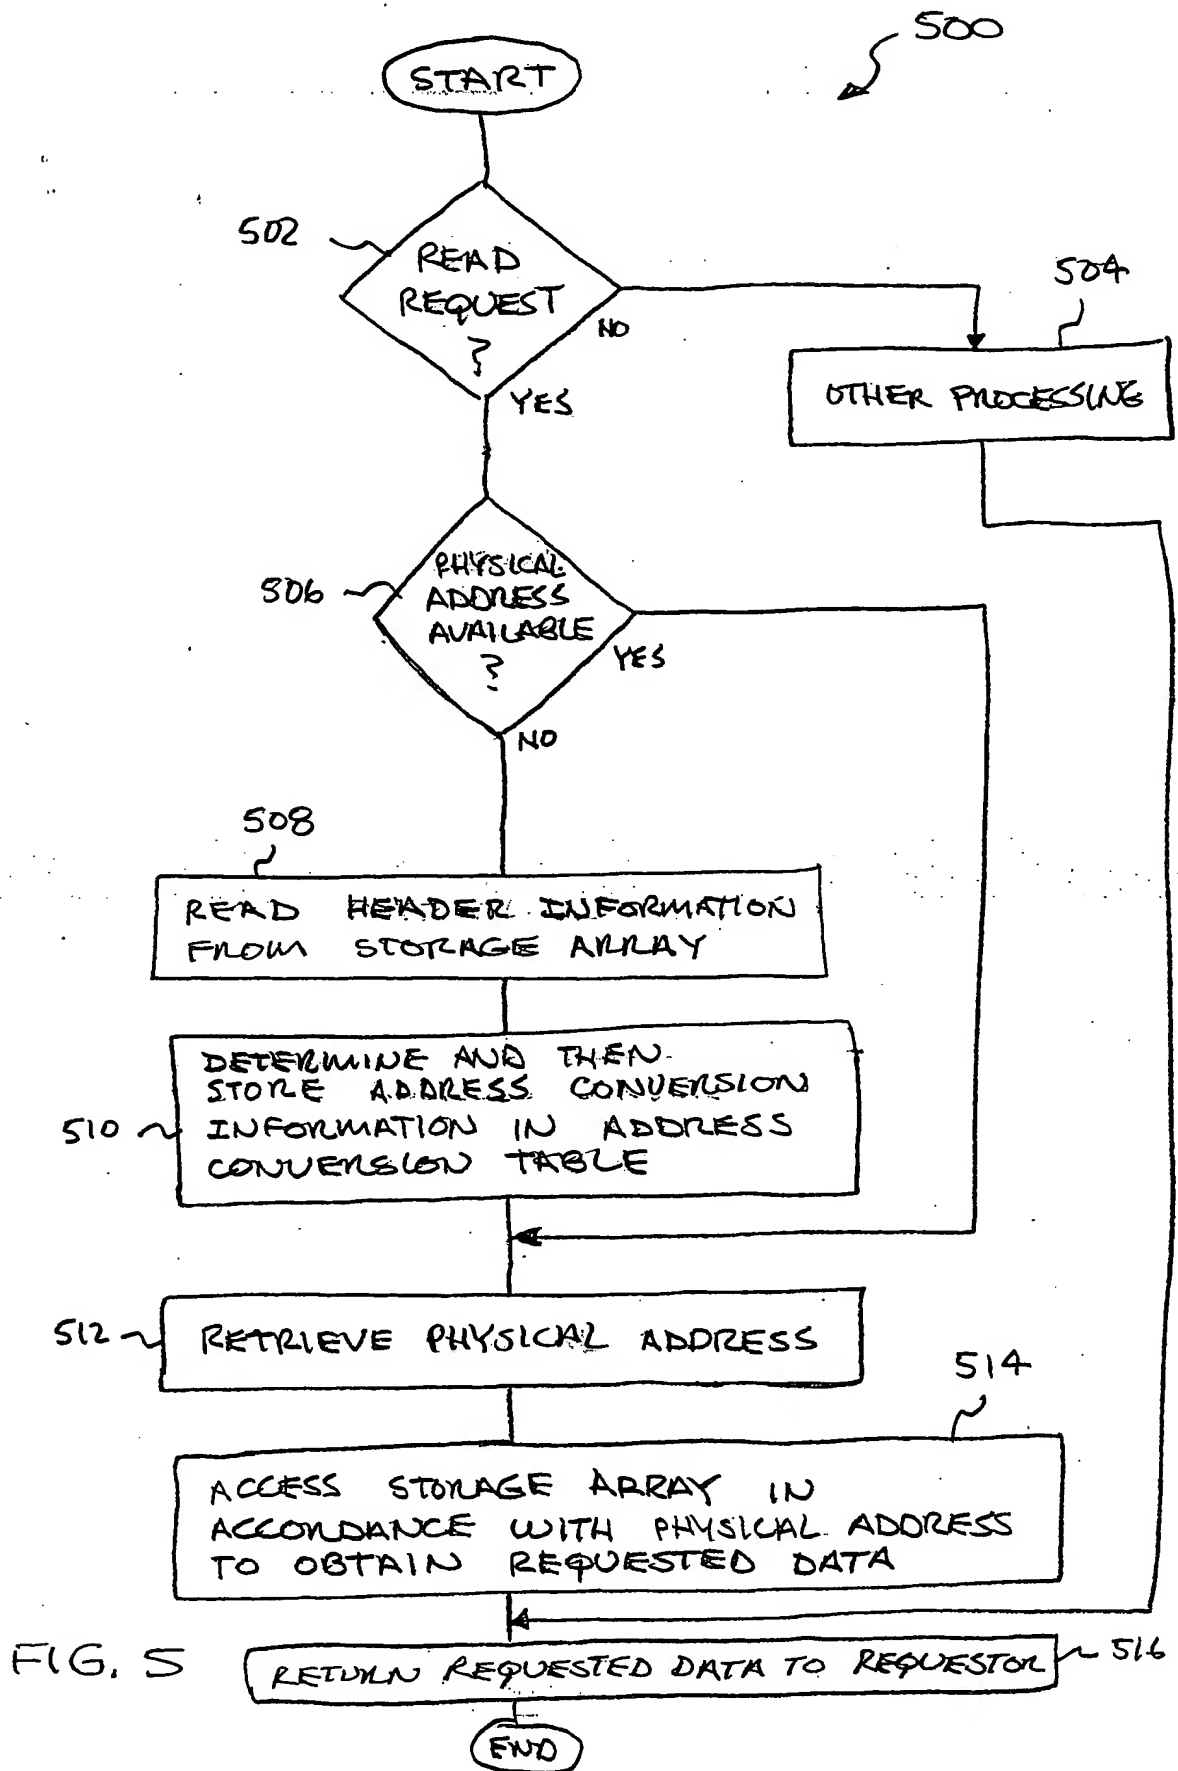 500
START
502
READ
REQUEST
?
NO
YES
504
OTHER PROCESSING
506
PHYSICAL
ADDRESS
AVAILABLE
?
YES
NO
508
READ HEADER INFORMATION
FROM STORAGE ARRAY
510
DETERMINE AND THEN
STORE ADDRESS CONVERSION
INFORMATION IN ADDRESS
CONVERSION TABLE
512
RETRIEVE PHYSICAL ADDRESS
514
ACCESS STORAGE ARRAY IN
ACCORDANCE WITH PHYSICAL ADDRESS
TO OBTAIN REQUESTED DATA
FIG. 5
RETURN REQUESTED DATA TO REQUESTOR
516
END